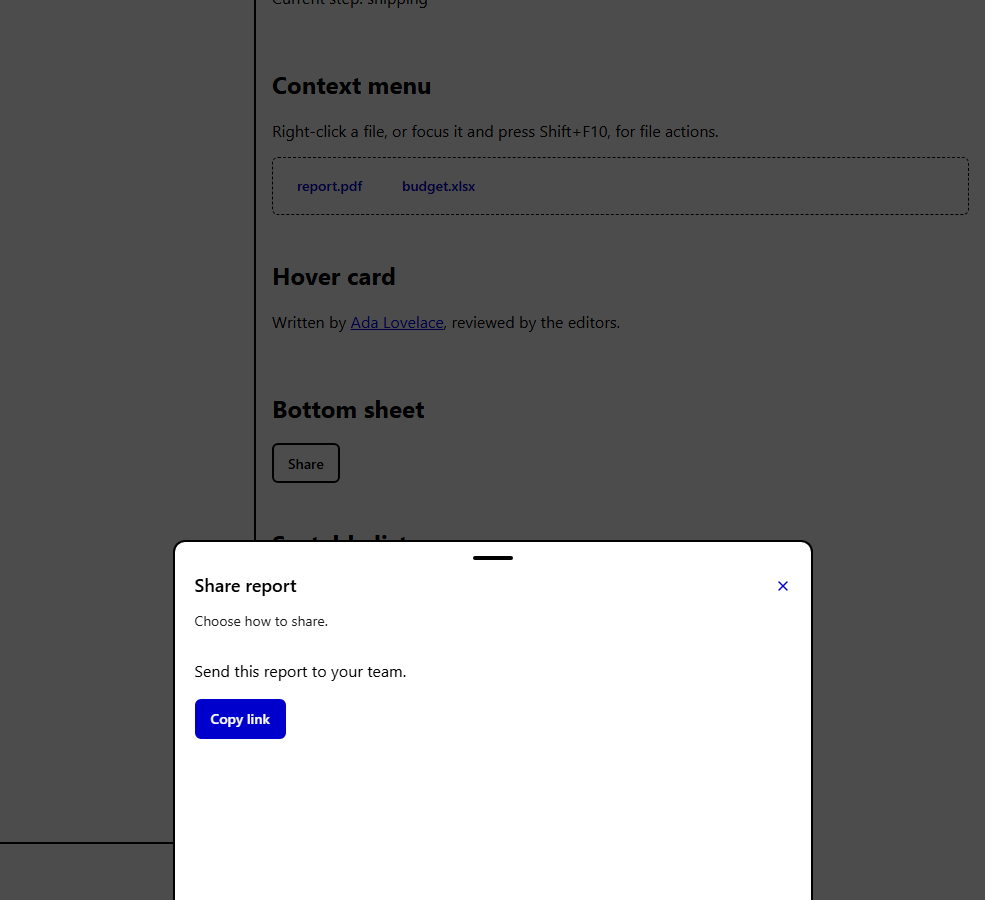 Current step: shipping
Context menu
Right-click a file, or focus it and press Shift+F10, for file actions.
report.pdf budget.xlsx
Hover card
Written by Ada Lovelace, reviewed by the editors.
Bottom sheet
Share
Share report
Choose how to share.
Send this report to your team.
Copy link